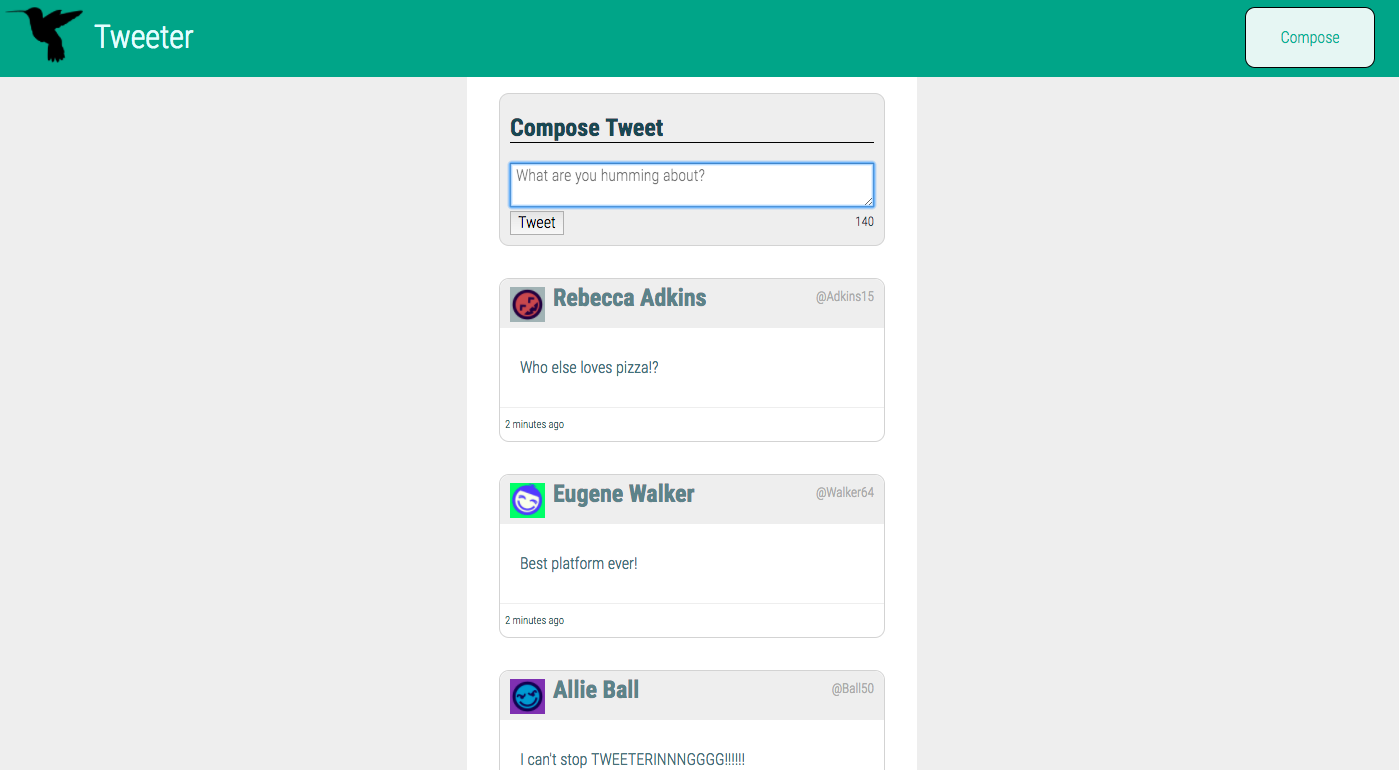 Tweeter
Compose
Compose Tweet
What are you humming about?
Tweet
140
Rebecca Adkins
@Adkins15
Who else loves pizza!?
2 minutes ago
Eugene Walker
@Walker64
Best platform ever!
2 minutes ago
Allie Ball
@Ball50
I can't stop TWEETERINNNGGGG!!!!!!